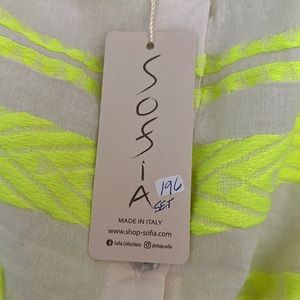 SOFiA
196
SET
MADE IN ITALY
www.shop-sofia.com
Sofia Collections @shop.sofia